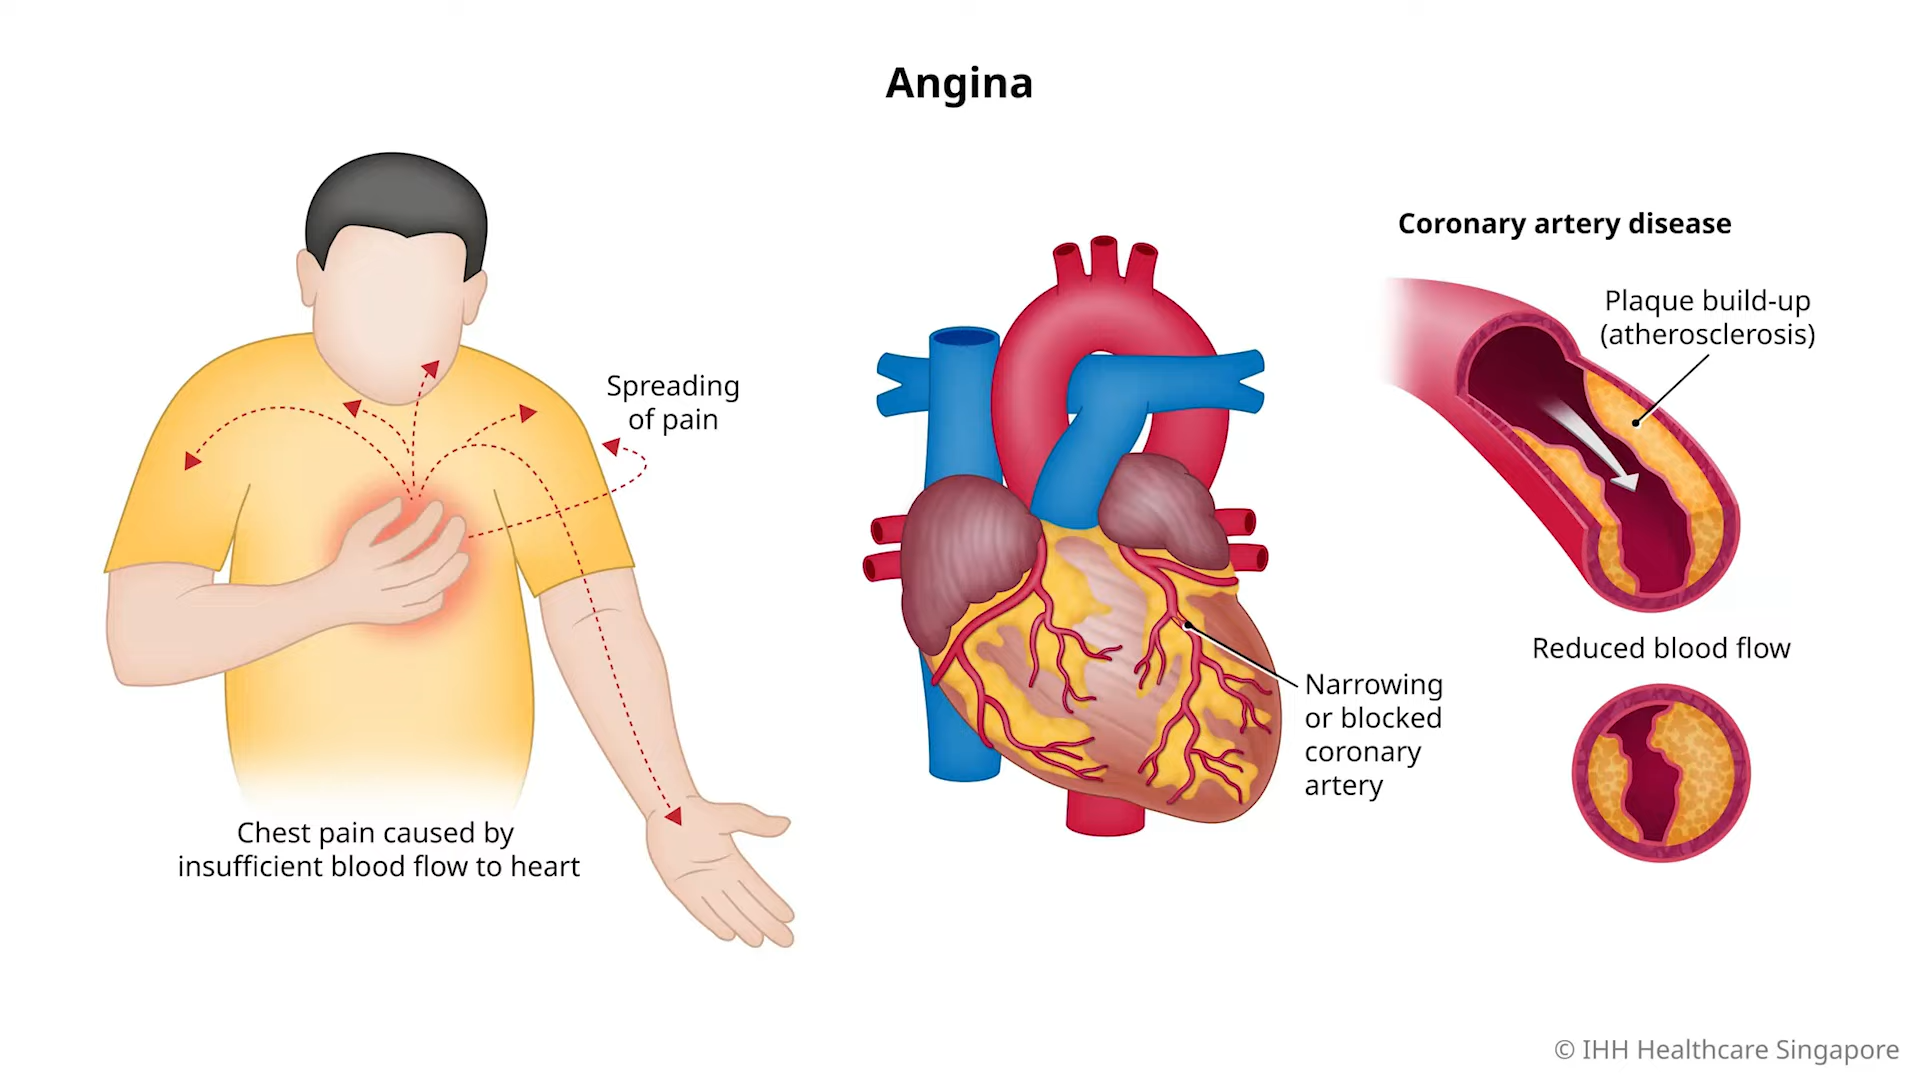 Angina
Spreading
of pain
Chest pain caused by
insufficient blood flow to heart
Narrowing
or blocked
coronary
artery
Coronary artery disease
Plaque build-up
(atherosclerosis)
Reduced blood flow
© IHH Healthcare Singapore